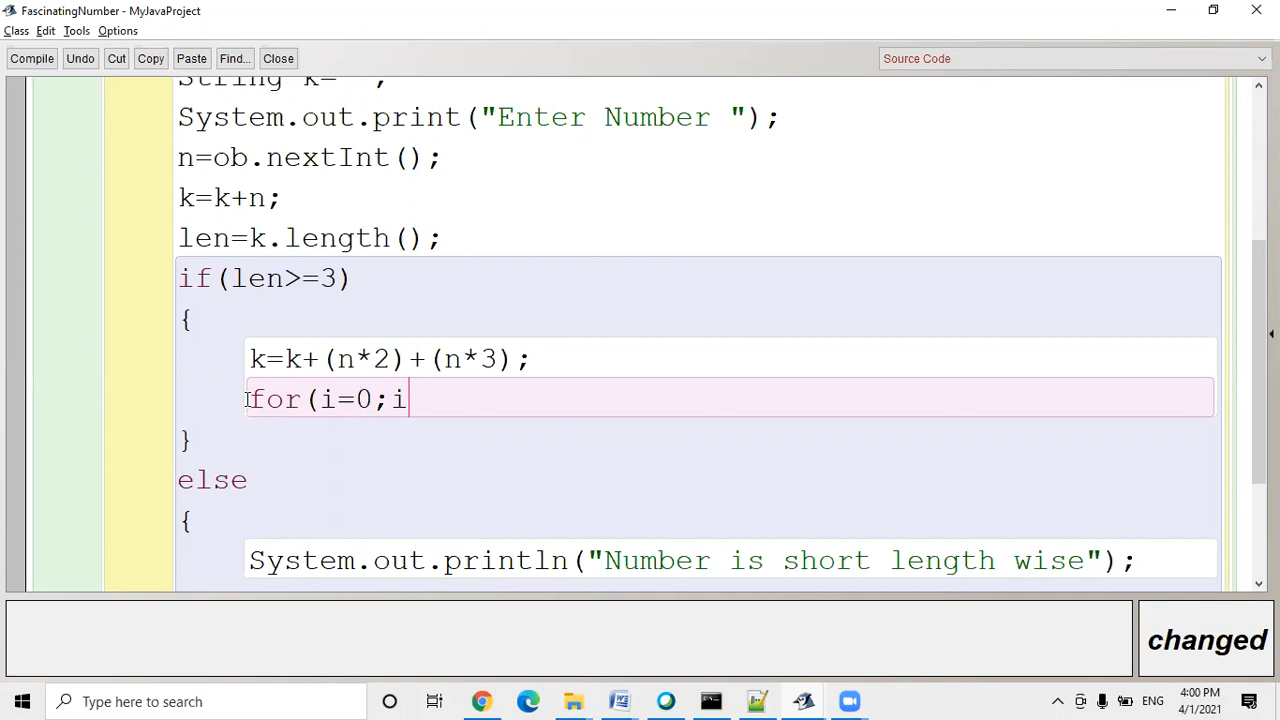 FascinatingNumber - MyJavaProject
Class Edit Tools Options
Compile Undo Cut Copy Paste Find... Close Source Code
String k=" ";
System.out.print("Enter Number ");
n=ob.nextInt();
k=k+n;
len=k.length();
if(len>=3)
{
k=k+(n*2)+(n*3);
for(i=0;i
}
else
{
System.out.println("Number is short length wise");
changed
Type here to search
ENG
4:00 PM
4/1/2021